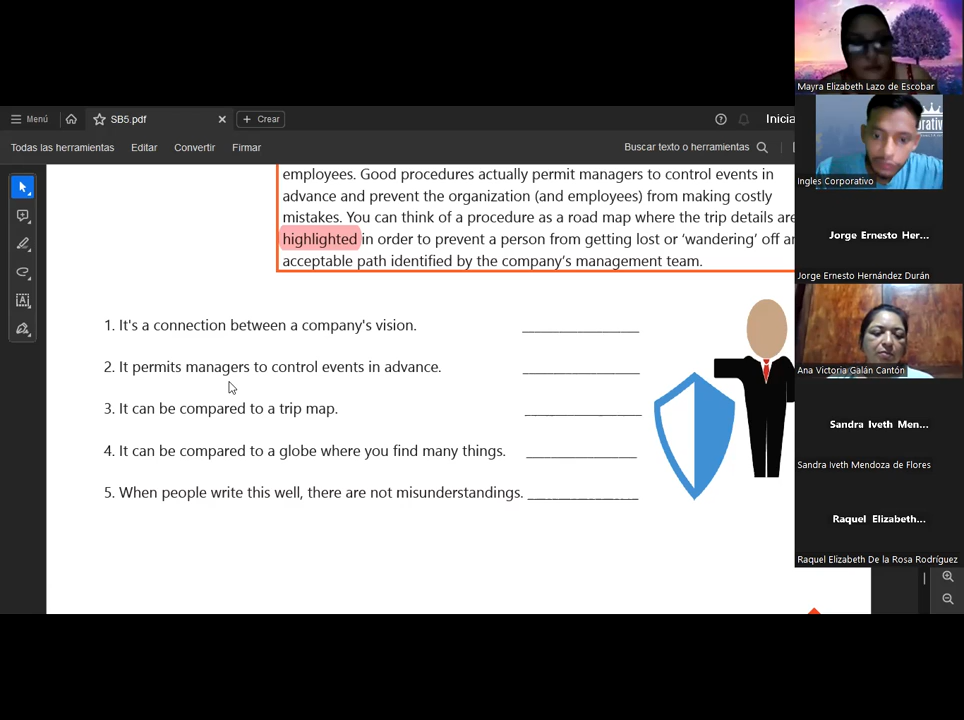 Mayra Elizabeth Lazo de Escobar
Menú
SB5.pdf
Crear
Inicia
Ingles Corporativo
Todas las herramientas
Editar
Convertir
Firmar
Buscar texto o herramientas
employees. Good procedures actually permit managers to control events in
advance and prevent the organization (and employees) from making costly
mistakes. You can think of a procedure as a road map where the trip details are
highlighted in order to prevent a person from getting lost or ‘wandering’ off
acceptable path identified by the company’s management team.
Jorge Ernesto Her...
Jorge Ernesto Hernández Durán
1. It's a connection between a company's vision. _______________
2. It permits managers to control events in advance. _______________
3. It can be compared to a trip map. _______________
4. It can be compared to a globe where you find many things. _______________
5. When people write this well, there are not misunderstandings. _______________
Ana Victoria Galán Cantón
Sandra Iveth Men...
Sandra Iveth Mendoza de Flores
Raquel Elizabeth...
Raquel Elizabeth De la Rosa Rodríguez